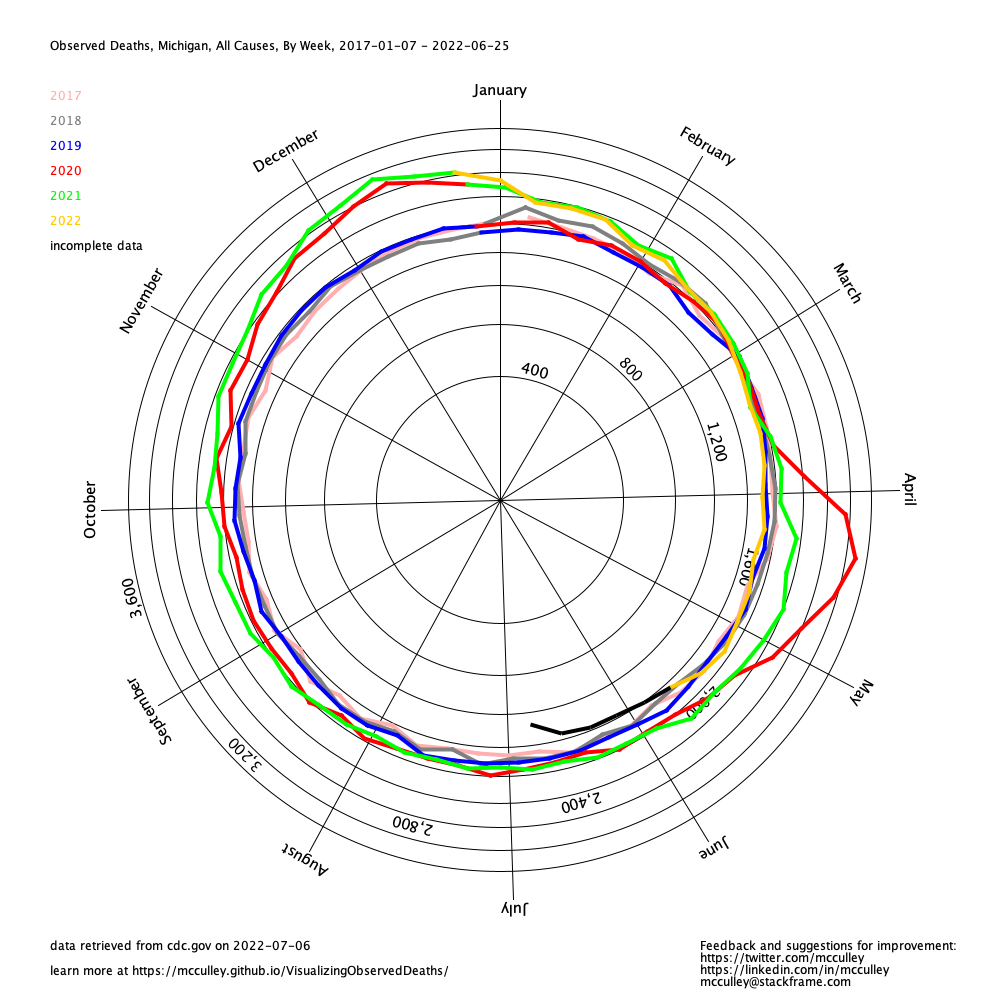 Observed Deaths, Michigan, All Causes, By Week, 2017-01-07 - 2022-06-25
January
2017
2018
2019
2020
2021
2022
incomplete data
December
February
November
March
400
800
1,200
October
April
1,600
3,600
September
May
2,000
3,200
2,400
2,800
August
June
July
data retrieved from cdc.gov on 2022-07-06
learn more at https://mcculley.github.io/VisualizingObservedDeaths/
Feedback and suggestions for improvement:
https://twitter.com/mcculley
https://linkedin.com/in/mcculley
mcculley@stackframe.com